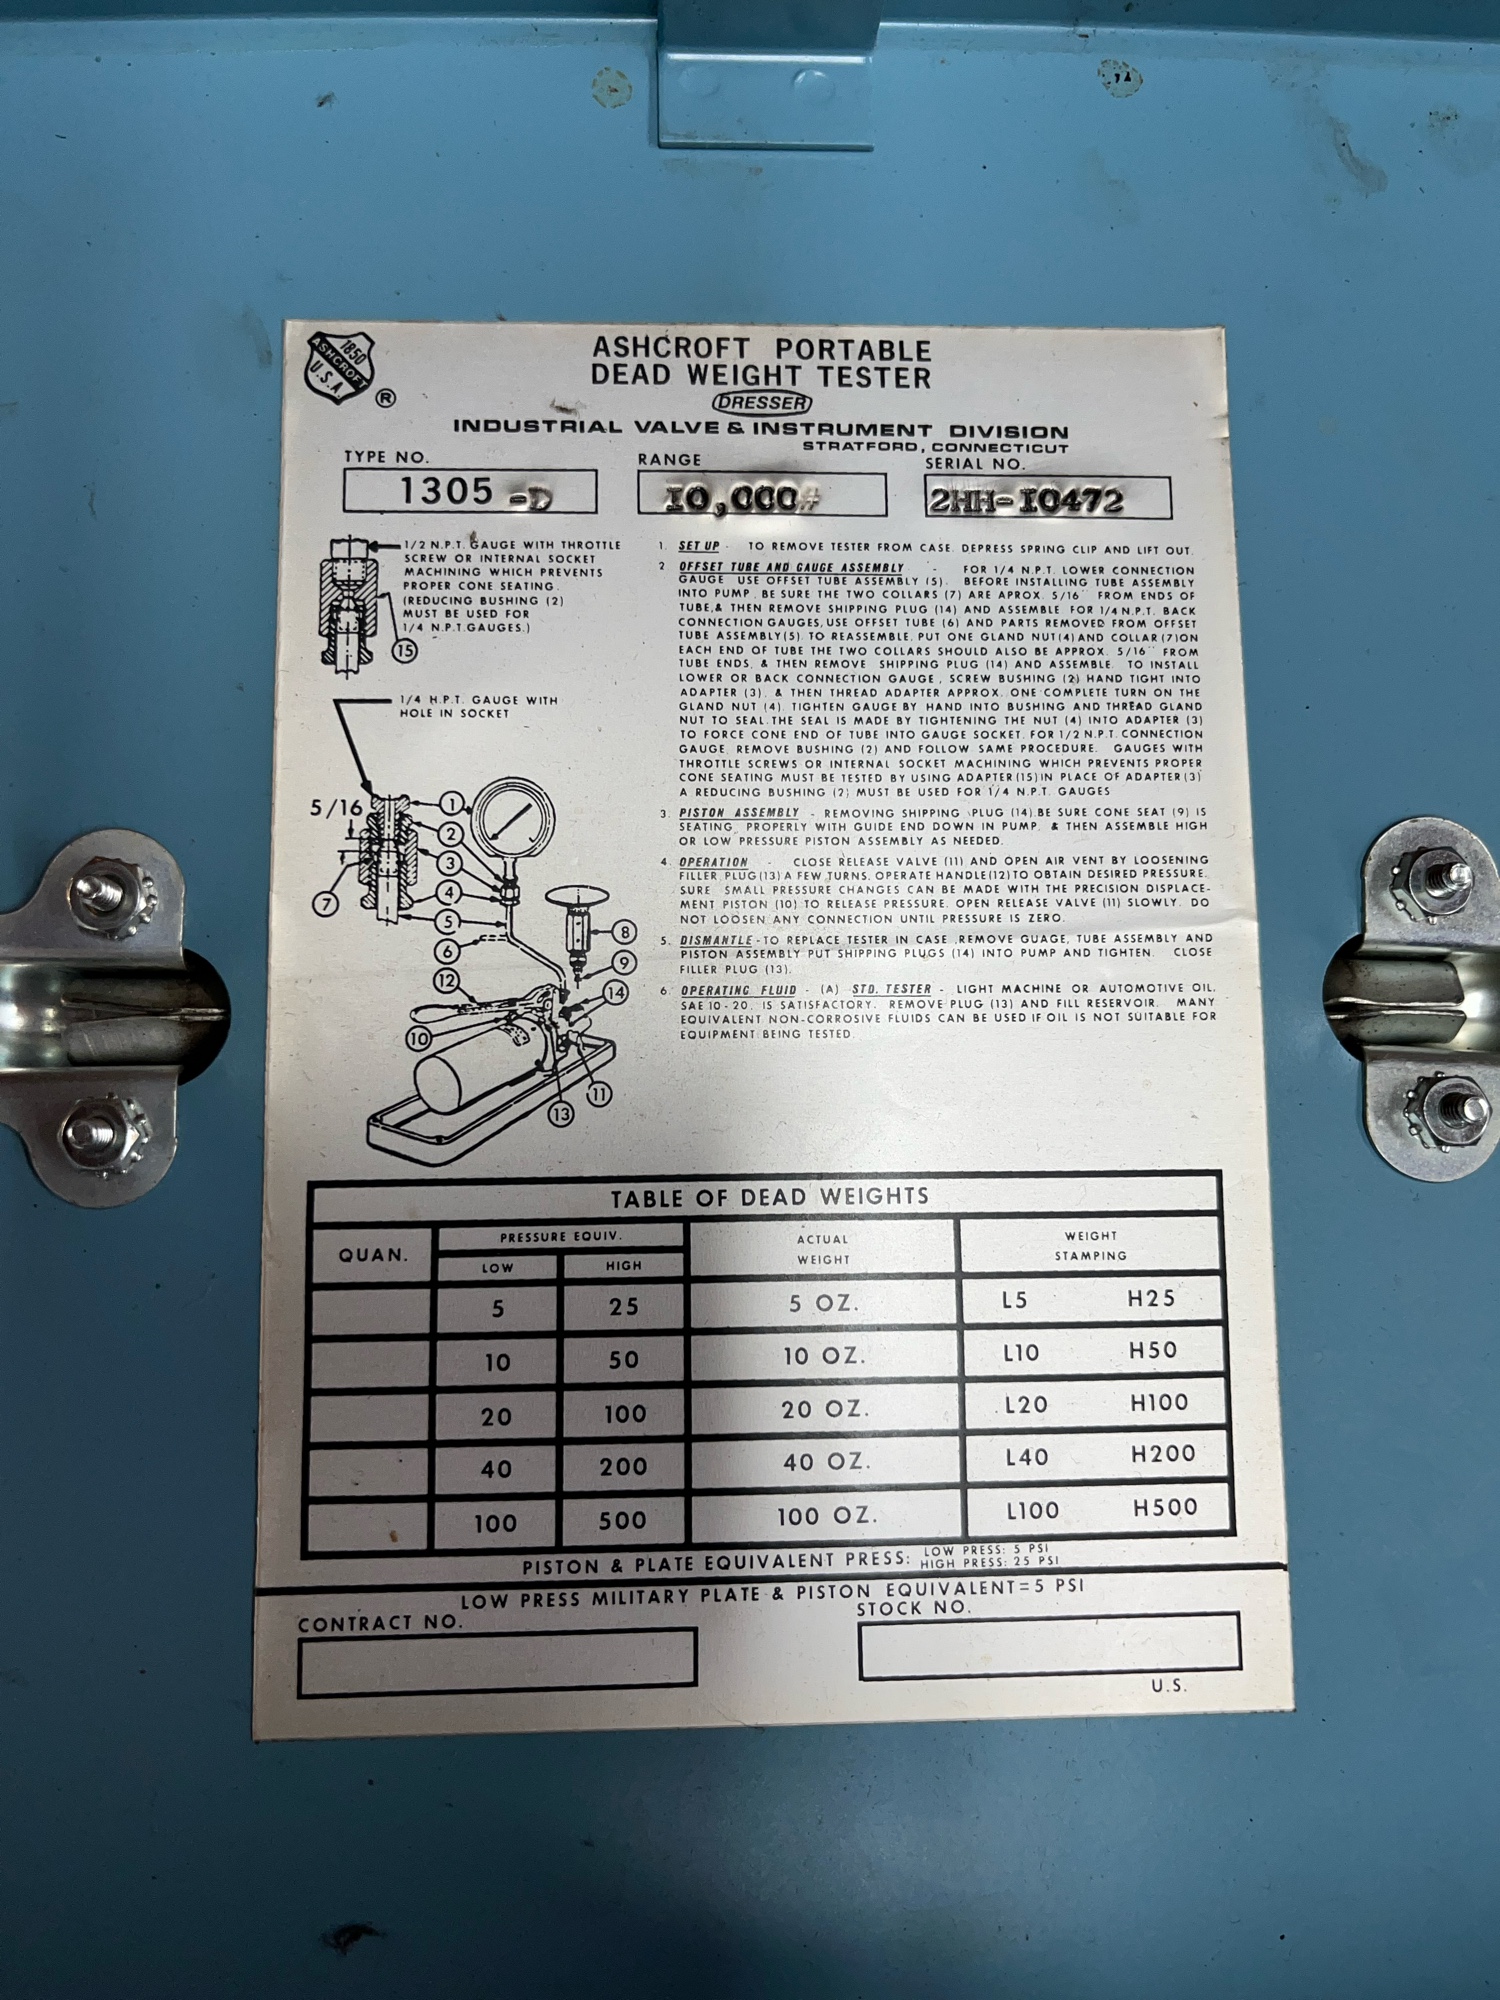 1850
ASHCROFT
U.S.A.
®
ASHCROFT PORTABLE
DEAD WEIGHT TESTER
DRESSER
INDUSTRIAL VALVE & INSTRUMENT DIVISION
STRATFORD, CONNECTICUT
TYPE NO.
1305 -D
RANGE
10,000#
SERIAL NO.
2HH-10472
1/2 N.P.T. GAUGE WITH THROTTLE
SCREW OR INTERNAL SOCKET
MACHINING WHICH PREVENTS
PROPER CONE SEATING.
(REDUCING BUSHING (2)
MUST BE USED FOR
1/4 N.P.T.GAUGES.)
15
1/4 N.P.T. GAUGE WITH
HOLE IN SOCKET
5/16
1
2
3
4
5
6
7
8
9
12
14
10
11
13
1. SET UP - TO REMOVE TESTER FROM CASE. DEPRESS SPRING CLIP AND LIFT OUT.
2 OFFSET TUBE AND GAUGE ASSEMBLY - FOR 1/4 N.P.T. LOWER CONNECTION
GAUGE USE OFFSET TUBE ASSEMBLY (5). BEFORE INSTALLING TUBE ASSEMBLY
INTO PUMP, BE SURE THE TWO COLLARS (7) ARE APROX. 5/16" FROM ENDS OF
TUBE,& THEN REMOVE SHIPPING PLUG (14) AND ASSEMBLE FOR 1/4 N.P.T. BACK
CONNECTION GAUGES, USE OFFSET TUBE (6) AND PARTS REMOVED FROM OFFSET
TUBE ASSEMBLY(5). TO REASSEMBLE, PUT ONE GLAND NUT(4) AND COLLAR (7)ON
EACH END OF TUBE THE TWO COLLARS SHOULD ALSO BE APPROX. 5/16" FROM
TUBE ENDS, & THEN REMOVE SHIPPING PLUG (14) AND ASSEMBLE. TO INSTALL
LOWER OR BACK CONNECTION GAUGE, SCREW BUSHING (2) HAND TIGHT INTO
ADAPTER (3), & THEN THREAD ADAPTER APPROX. ONE COMPLETE TURN ON THE
GLAND NUT (4). TIGHTEN GAUGE BY HAND INTO BUSHING AND THREAD GLAND
NUT TO SEAL. THE SEAL IS MADE BY TIGHTENING THE NUT (4) INTO ADAPTER (3)
TO FORCE CONE END OF TUBE INTO GAUGE SOCKET. FOR 1/2 N.P.T. CONNECTION
GAUGE, REMOVE BUSHING (2) AND FOLLOW SAME PROCEDURE. GAUGES WITH
THROTTLE SCREWS OR INTERNAL SOCKET MACHINING WHICH PREVENTS PROPER
CONE SEATING MUST BE TESTED BY USING ADAPTER (15) IN PLACE OF ADAPTER (3)
A REDUCING BUSHING (2) MUST BE USED FOR 1/4 N.P.T. GAUGES
3. PISTON ASSEMBLY - REMOVING SHIPPING PLUG (14).BE SURE CONE SEAT (9) IS
SEATING PROPERLY WITH GUIDE END DOWN IN PUMP, & THEN ASSEMBLE HIGH
OR LOW PRESSURE PISTON ASSEMBLY AS NEEDED.
4. OPERATION - CLOSE RELEASE VALVE (11) AND OPEN AIR VENT BY LOOSENING
FILLER PLUG (13) A FEW TURNS. OPERATE HANDLE(12) TO OBTAIN DESIRED PRESSURE.
SURE SMALL PRESSURE CHANGES CAN BE MADE WITH THE PRECISION DISPLACE-
MENT PISTON (10) TO RELEASE PRESSURE. OPEN RELEASE VALVE (11) SLOWLY. DO
NOT LOOSEN ANY CONNECTION UNTIL PRESSURE IS ZERO.
5. DISMANTLE-TO REPLACE TESTER IN CASE ,REMOVE GUAGE, TUBE ASSEMBLY AND
PISTON ASSEMBLY PUT SHIPPING PLUGS (14) INTO PUMP AND TIGHTEN. CLOSE
FILLER PLUG (13).
6. OPERATING FLUID - (A) STD. TESTER - LIGHT MACHINE OR AUTOMOTIVE OIL,
SAE 10-20, IS SATISFACTORY. REMOVE PLUG (13) AND FILL RESERVOIR. MANY
EQUIVALENT NON-CORROSIVE FLUIDS CAN BE USED IF OIL IS NOT SUITABLE FOR
EQUIPMENT BEING TESTED
TABLE OF DEAD WEIGHTS
QUAN. PRESSURE EQUIV. ACTUAL WEIGHT WEIGHT STAMPING
LOW HIGH
5 25 5 OZ. L5 H25
10 50 10 OZ. L10 H50
20 100 20 OZ. L20 H100
40 200 40 OZ. L40 H200
100 500 100 OZ. L100 H500
PISTON & PLATE EQUIVALENT PRESS: LOW PRESS: 5 PSI
HIGH PRESS: 25 PSI
LOW PRESS MILITARY PLATE & PISTON EQUIVALENT=5 PSI
CONTRACT NO.
STOCK NO.
U.S.